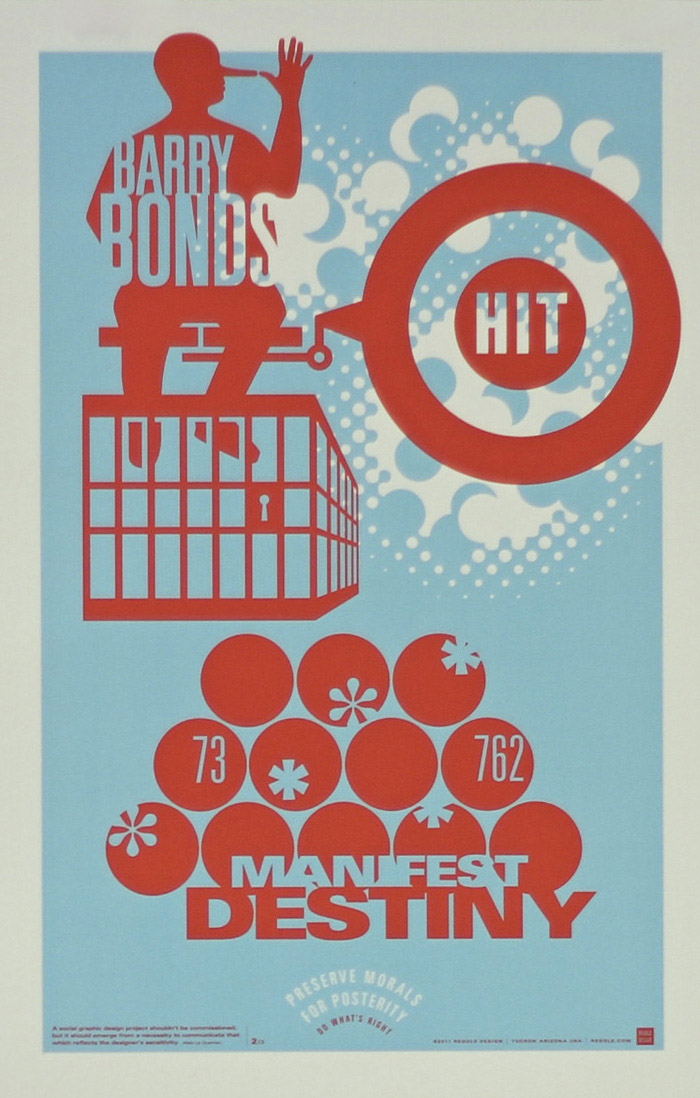 BARRY
BONDS
HIT
73
762
MANIFEST
DESTINY
PRESERVE MORALS
FOR POSTERITY
DO WHAT'S RIGHT
A social graphic design project shouldn't be commissioned,
but it should emerge from a necessity to communicate that
which reflects the designer's sensitivity.
2/3
©2011 REGULE DESIGN | TUCSON ARIZONA USA | REGULE.COM